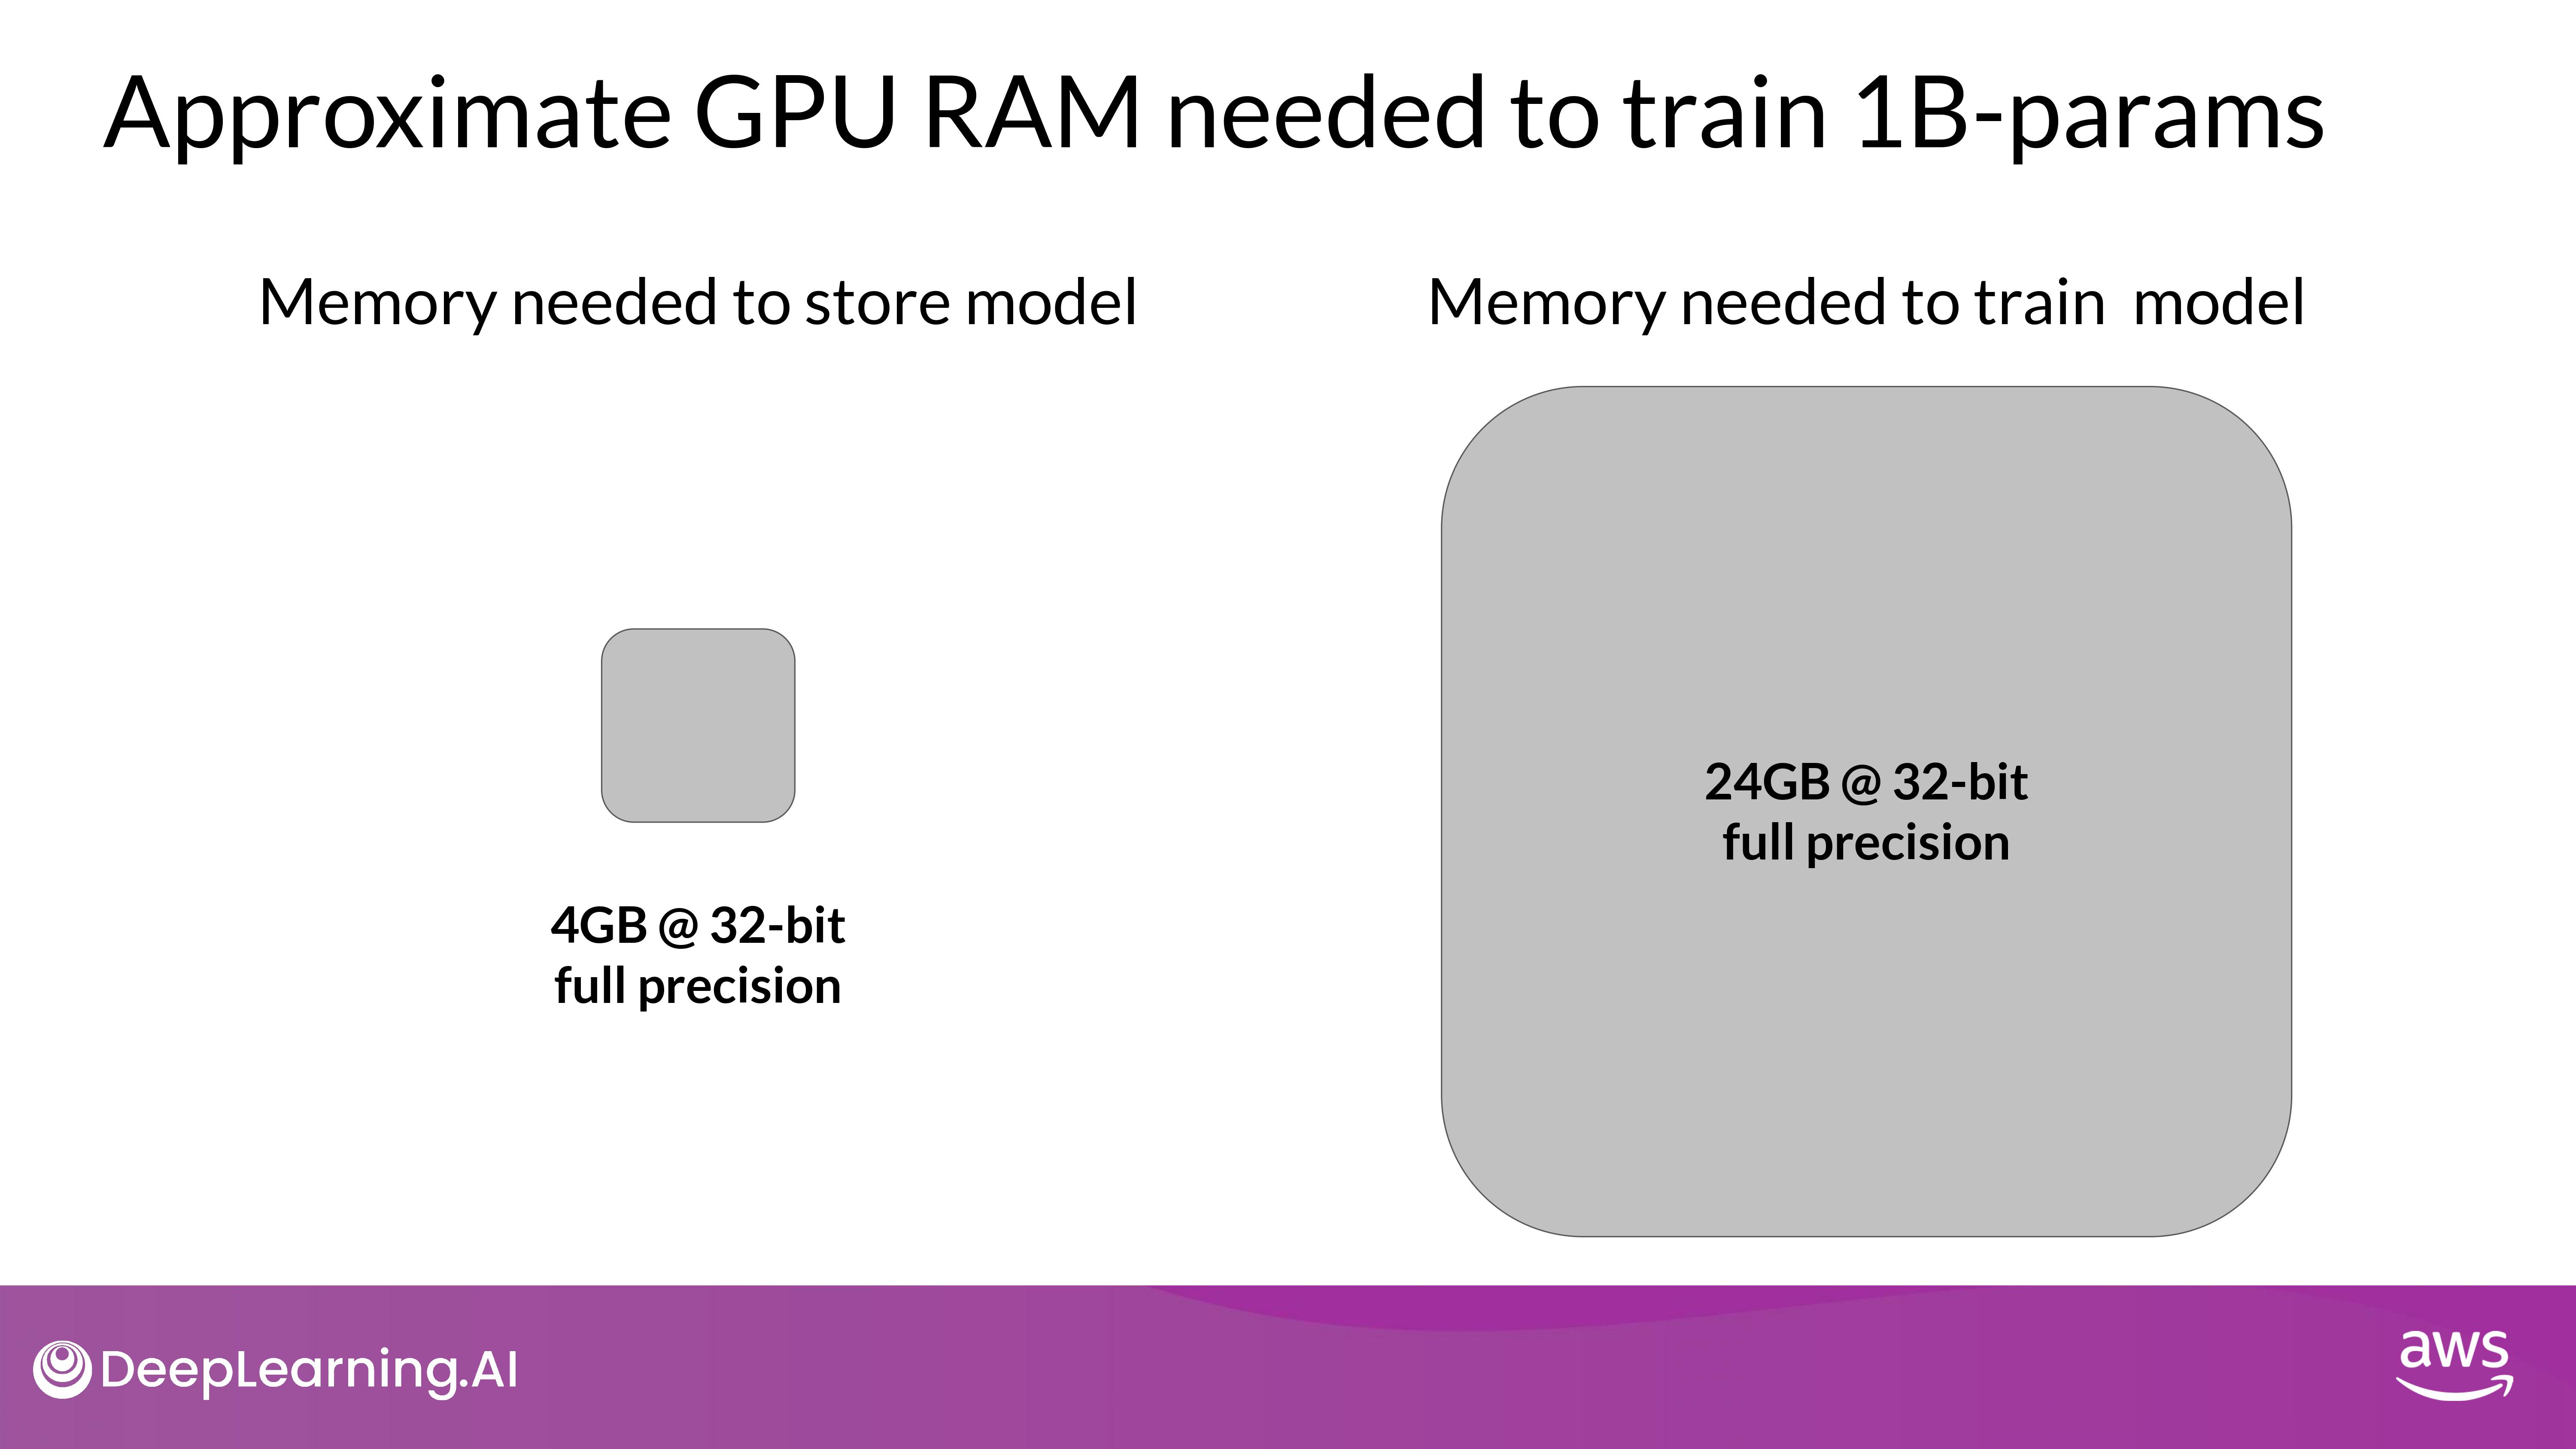 Approximate GPU RAM needed to train 1B-params
Memory needed to store model
4GB @ 32-bit
full precision
Memory needed to train  model
24GB @ 32-bit
full precision
DeepLearning.AI
aws